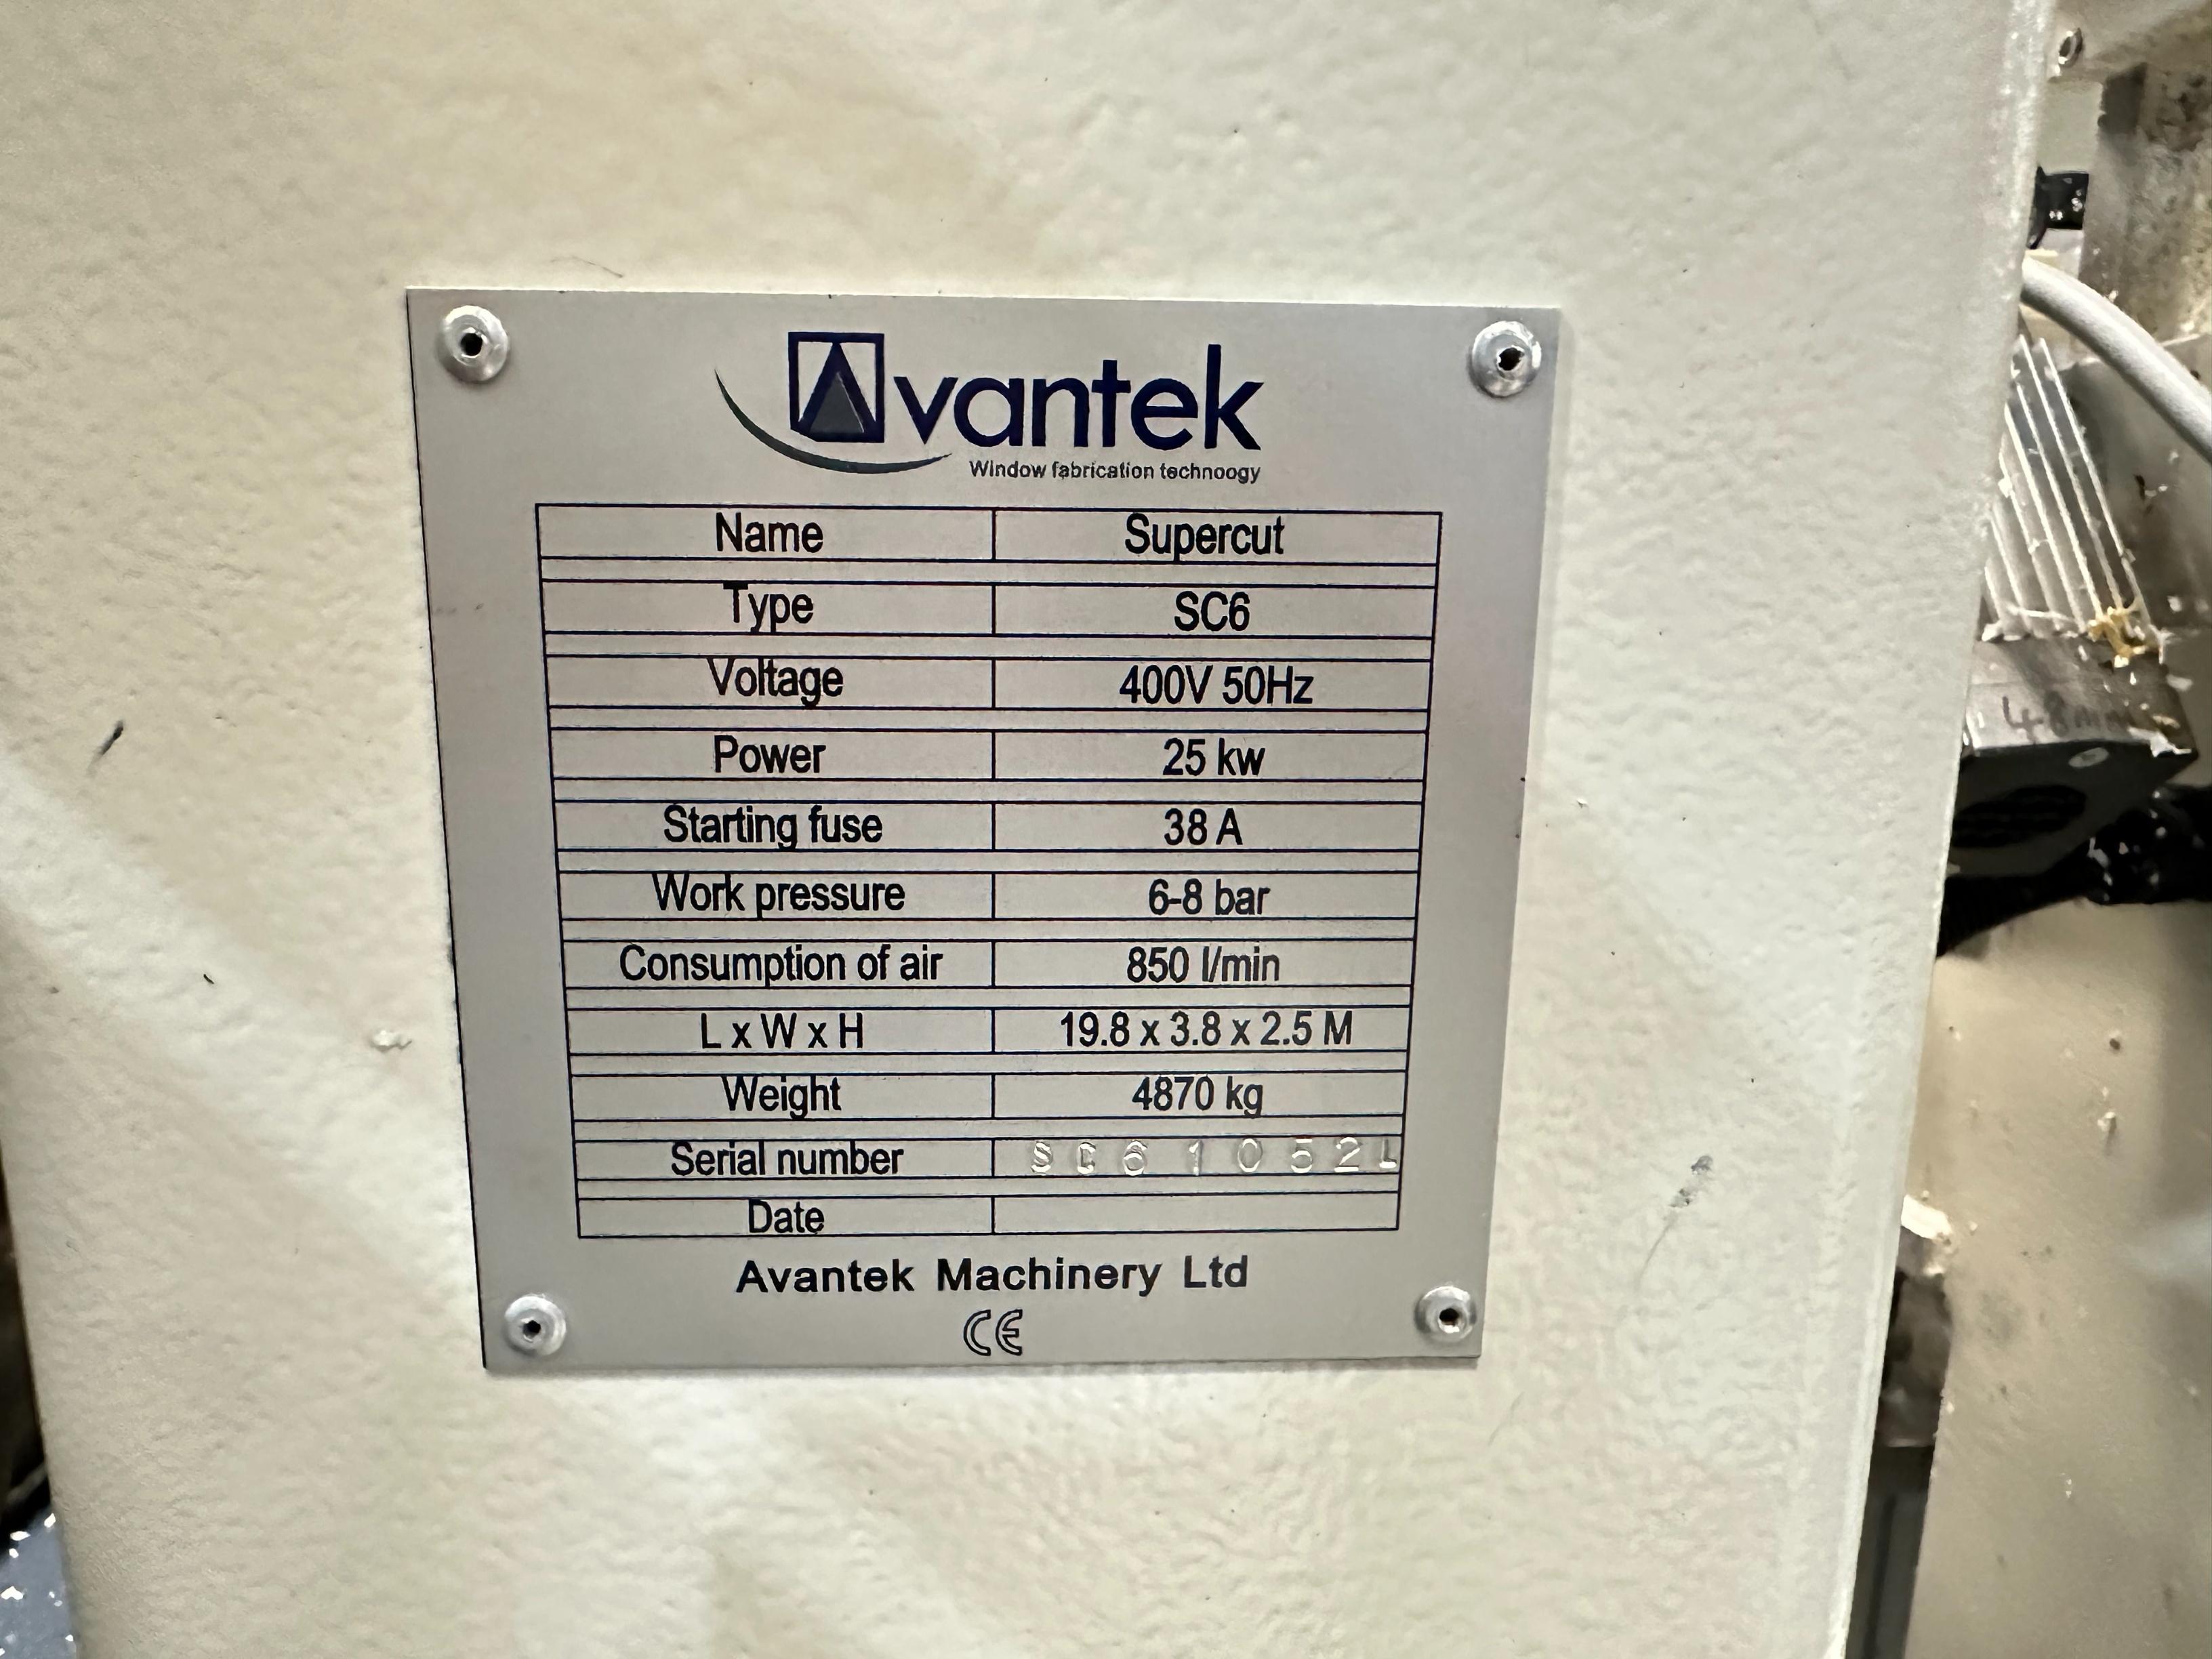 Avantek
Window fabrication technoogy
Name Supercut
Type SC6
Voltage 400V 50Hz
Power 25 kw
Starting fuse 38 A
Work pressure 6-8 bar
Consumption of air 850 l/min
L x W x H 19.8 x 3.8 x 2.5 M
Weight 4870 kg
Serial number SC61052L
Date
Avantek Machinery Ltd
CE
48mm